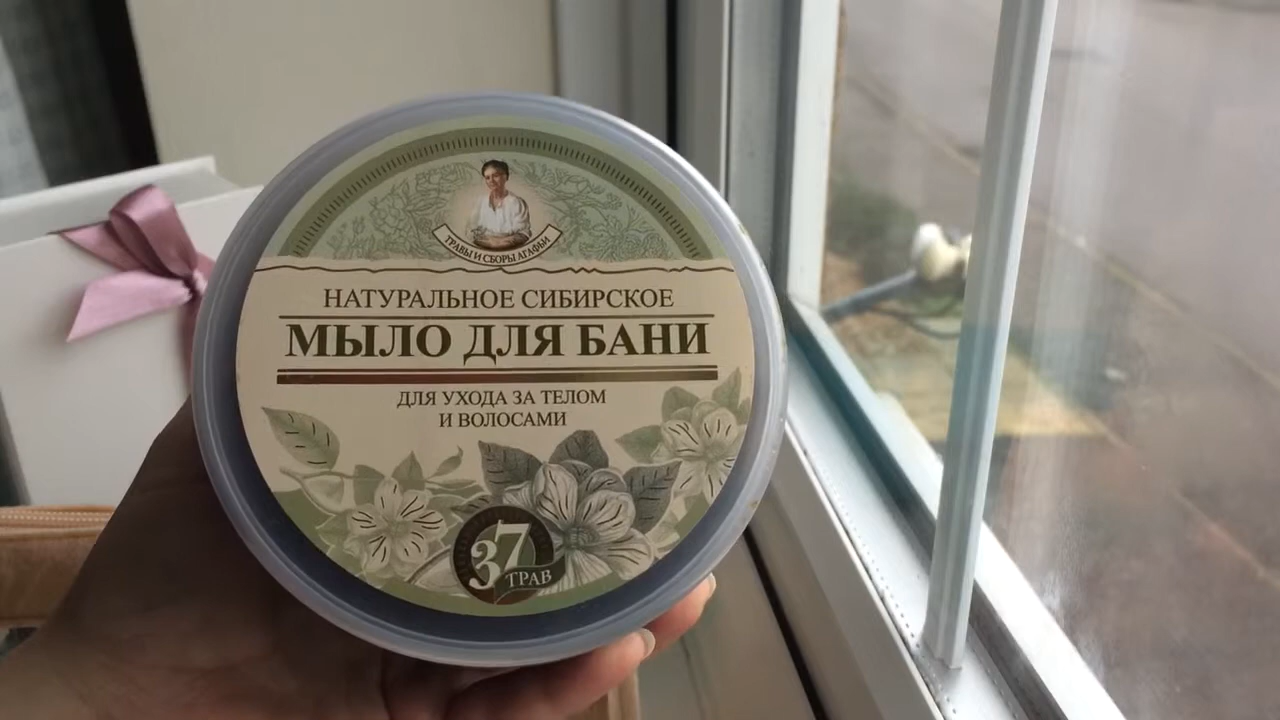 ТРАВЫ И СБОРЫ АГАФЬИ
НАТУРАЛЬНОЕ СИБИРСКОЕ
МЫЛО ДЛЯ БАНИ
ДЛЯ УХОДА ЗА ТЕЛОМ
И ВОЛОСАМИ
37
ТРАВ